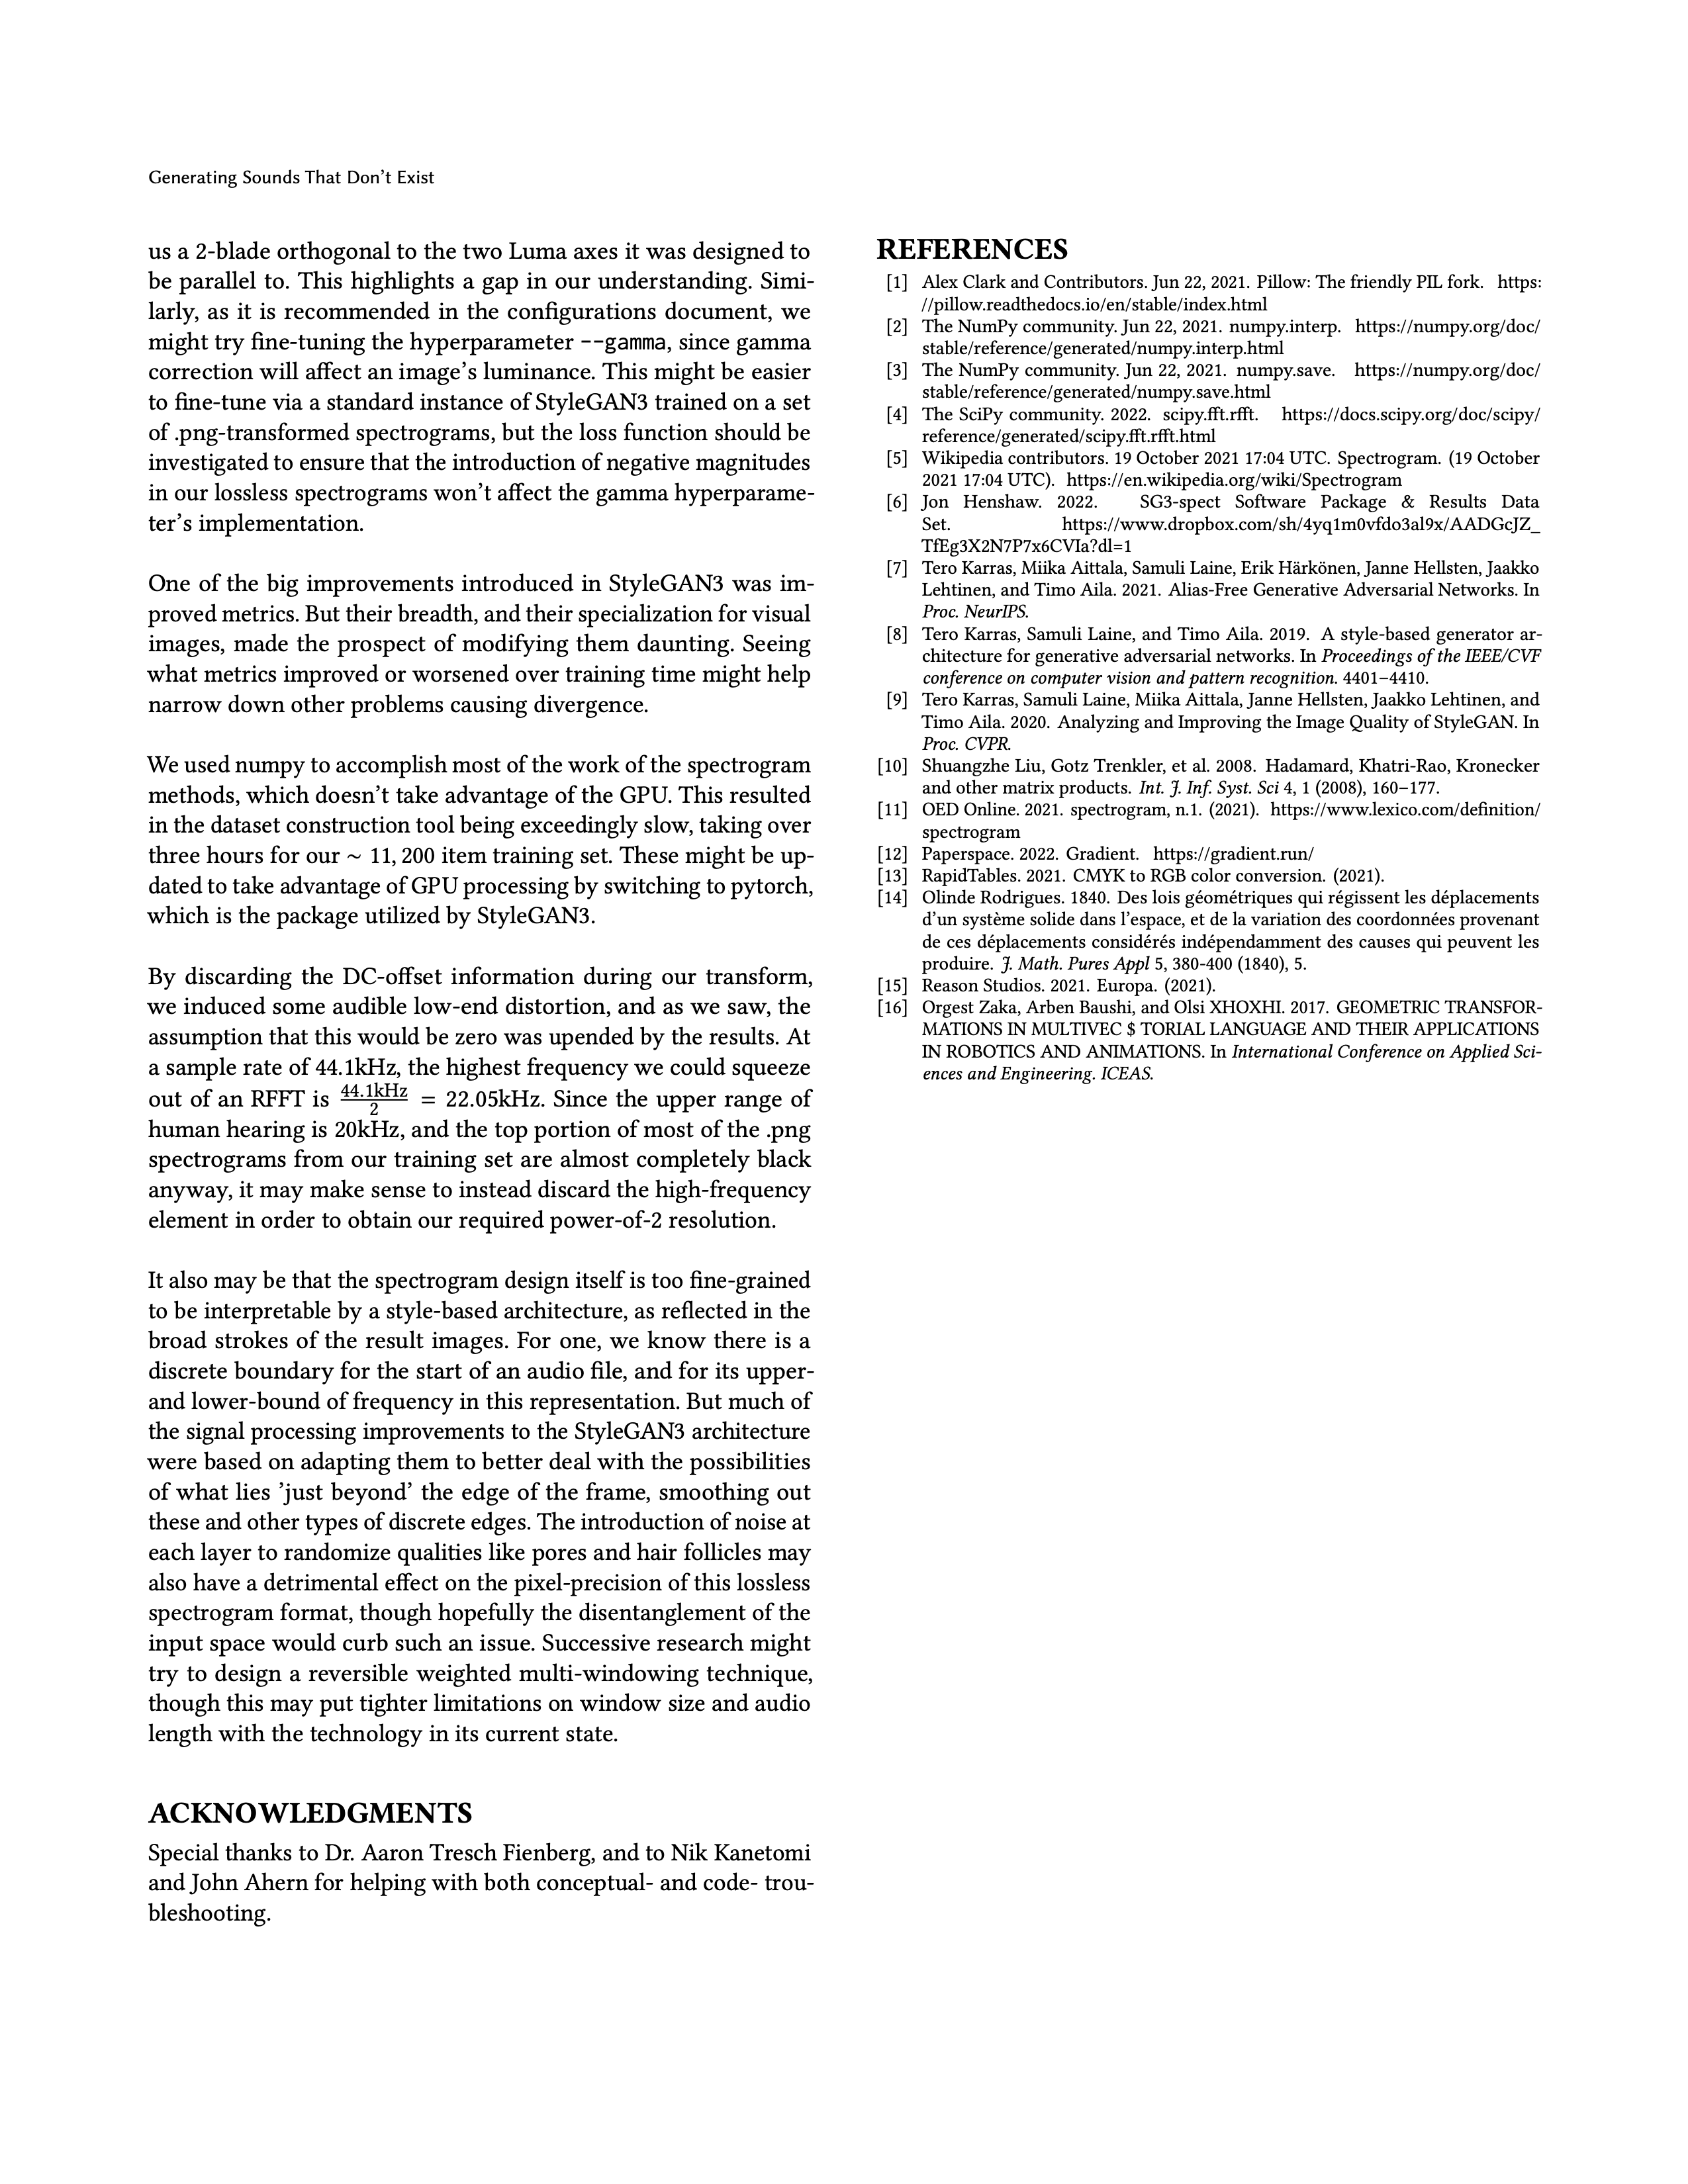 Generating Sounds That Don't Exist
us a 2-blade orthogonal to the two Luma axes it was designed to
be parallel to. This highlights a gap in our understanding. Simi-
larly, as it is recommended in the configurations document, we
might try fine-tuning the hyperparameter --gamma, since gamma
correction will affect an image's luminance. This might be easier
to fine-tune via a standard instance of StyleGAN3 trained on a set
of .png-transformed spectrograms, but the loss function should be
investigated to ensure that the introduction of negative magnitudes
in our lossless spectrograms won't affect the gamma hyperparame-
ter's implementation.
One of the big improvements introduced in StyleGAN3 was im-
proved metrics. But their breadth, and their specialization for visual
images, made the prospect of modifying them daunting. Seeing
what metrics improved or worsened over training time might help
narrow down other problems causing divergence.
We used numpy to accomplish most of the work of the spectrogram
methods, which doesn't take advantage of the GPU. This resulted
in the dataset construction tool being exceedingly slow, taking over
three hours for our ∼ 11, 200 item training set. These might be up-
dated to take advantage of GPU processing by switching to pytorch,
which is the package utilized by StyleGAN3.
By discarding the DC-offset information during our transform,
we induced some audible low-end distortion, and as we saw, the
assumption that this would be zero was upended by the results. At
a sample rate of 44.1kHz, the highest frequency we could squeeze
out of an RFFT is 44.1kHz/2 = 22.05kHz. Since the upper range of
human hearing is 20kHz, and the top portion of most of the .png
spectrograms from our training set are almost completely black
anyway, it may make sense to instead discard the high-frequency
element in order to obtain our required power-of-2 resolution.
It also may be that the spectrogram design itself is too fine-grained
to be interpretable by a style-based architecture, as reflected in the
broad strokes of the result images. For one, we know there is a
discrete boundary for the start of an audio file, and for its upper-
and lower-bound of frequency in this representation. But much of
the signal processing improvements to the StyleGAN3 architecture
were based on adapting them to better deal with the possibilities
of what lies 'just beyond' the edge of the frame, smoothing out
these and other types of discrete edges. The introduction of noise at
each layer to randomize qualities like pores and hair follicles may
also have a detrimental effect on the pixel-precision of this lossless
spectrogram format, though hopefully the disentanglement of the
input space would curb such an issue. Successive research might
try to design a reversible weighted multi-windowing technique,
though this may put tighter limitations on window size and audio
length with the technology in its current state.
ACKNOWLEDGMENTS
Special thanks to Dr. Aaron Tresch Fienberg, and to Nik Kanetomi
and John Ahern for helping with both conceptual- and code- trou-
bleshooting.
REFERENCES
[1] Alex Clark and Contributors. Jun 22, 2021. Pillow: The friendly PIL fork. https:
//pillow.readthedocs.io/en/stable/index.html
[2] The NumPy community. Jun 22, 2021. numpy.interp. https://numpy.org/doc/
stable/reference/generated/numpy.interp.html
[3] The NumPy community. Jun 22, 2021. numpy.save. https://numpy.org/doc/
stable/reference/generated/numpy.save.html
[4] The SciPy community. 2022. scipy.fft.rfft. https://docs.scipy.org/doc/scipy/
reference/generated/scipy.fft.rfft.html
[5] Wikipedia contributors. 19 October 2021 17:04 UTC. Spectrogram. (19 October
2021 17:04 UTC). https://en.wikipedia.org/wiki/Spectrogram
[6] Jon Henshaw. 2022. SG3-spect Software Package & Results Data
Set. https://www.dropbox.com/sh/4yq1m0vfdo3al9x/AADGcJZ_
TfEg3X2N7P7x6CVIa?dl=1
[7] Tero Karras, Miika Aittala, Samuli Laine, Erik Härkönen, Janne Hellsten, Jaakko
Lehtinen, and Timo Aila. 2021. Alias-Free Generative Adversarial Networks. In
Proc. NeurIPS.
[8] Tero Karras, Samuli Laine, and Timo Aila. 2019. A style-based generator ar-
chitecture for generative adversarial networks. In Proceedings of the IEEE/CVF
conference on computer vision and pattern recognition. 4401–4410.
[9] Tero Karras, Samuli Laine, Miika Aittala, Janne Hellsten, Jaakko Lehtinen, and
Timo Aila. 2020. Analyzing and Improving the Image Quality of StyleGAN. In
Proc. CVPR.
[10] Shuangzhe Liu, Gotz Trenkler, et al. 2008. Hadamard, Khatri-Rao, Kronecker
and other matrix products. Int. J. Inf. Syst. Sci 4, 1 (2008), 160–177.
[11] OED Online. 2021. spectrogram, n.1. (2021). https://www.lexico.com/definition/
spectrogram
[12] Paperspace. 2022. Gradient. https://gradient.run/
[13] RapidTables. 2021. CMYK to RGB color conversion. (2021).
[14] Olinde Rodrigues. 1840. Des lois géométriques qui régissent les déplacements
d'un système solide dans l'espace, et de la variation des coordonnées provenant
de ces déplacements considérés indépendamment des causes qui peuvent les
produire. J. Math. Pures Appl 5, 380-400 (1840), 5.
[15] Reason Studios. 2021. Europa. (2021).
[16] Orgest Zaka, Arben Baushi, and Olsi XHOXHI. 2017. GEOMETRIC TRANSFOR-
MATIONS IN MULTIVEC $ TORIAL LANGUAGE AND THEIR APPLICATIONS
IN ROBOTICS AND ANIMATIONS. In International Conference on Applied Sci-
ences and Engineering. ICEAS.